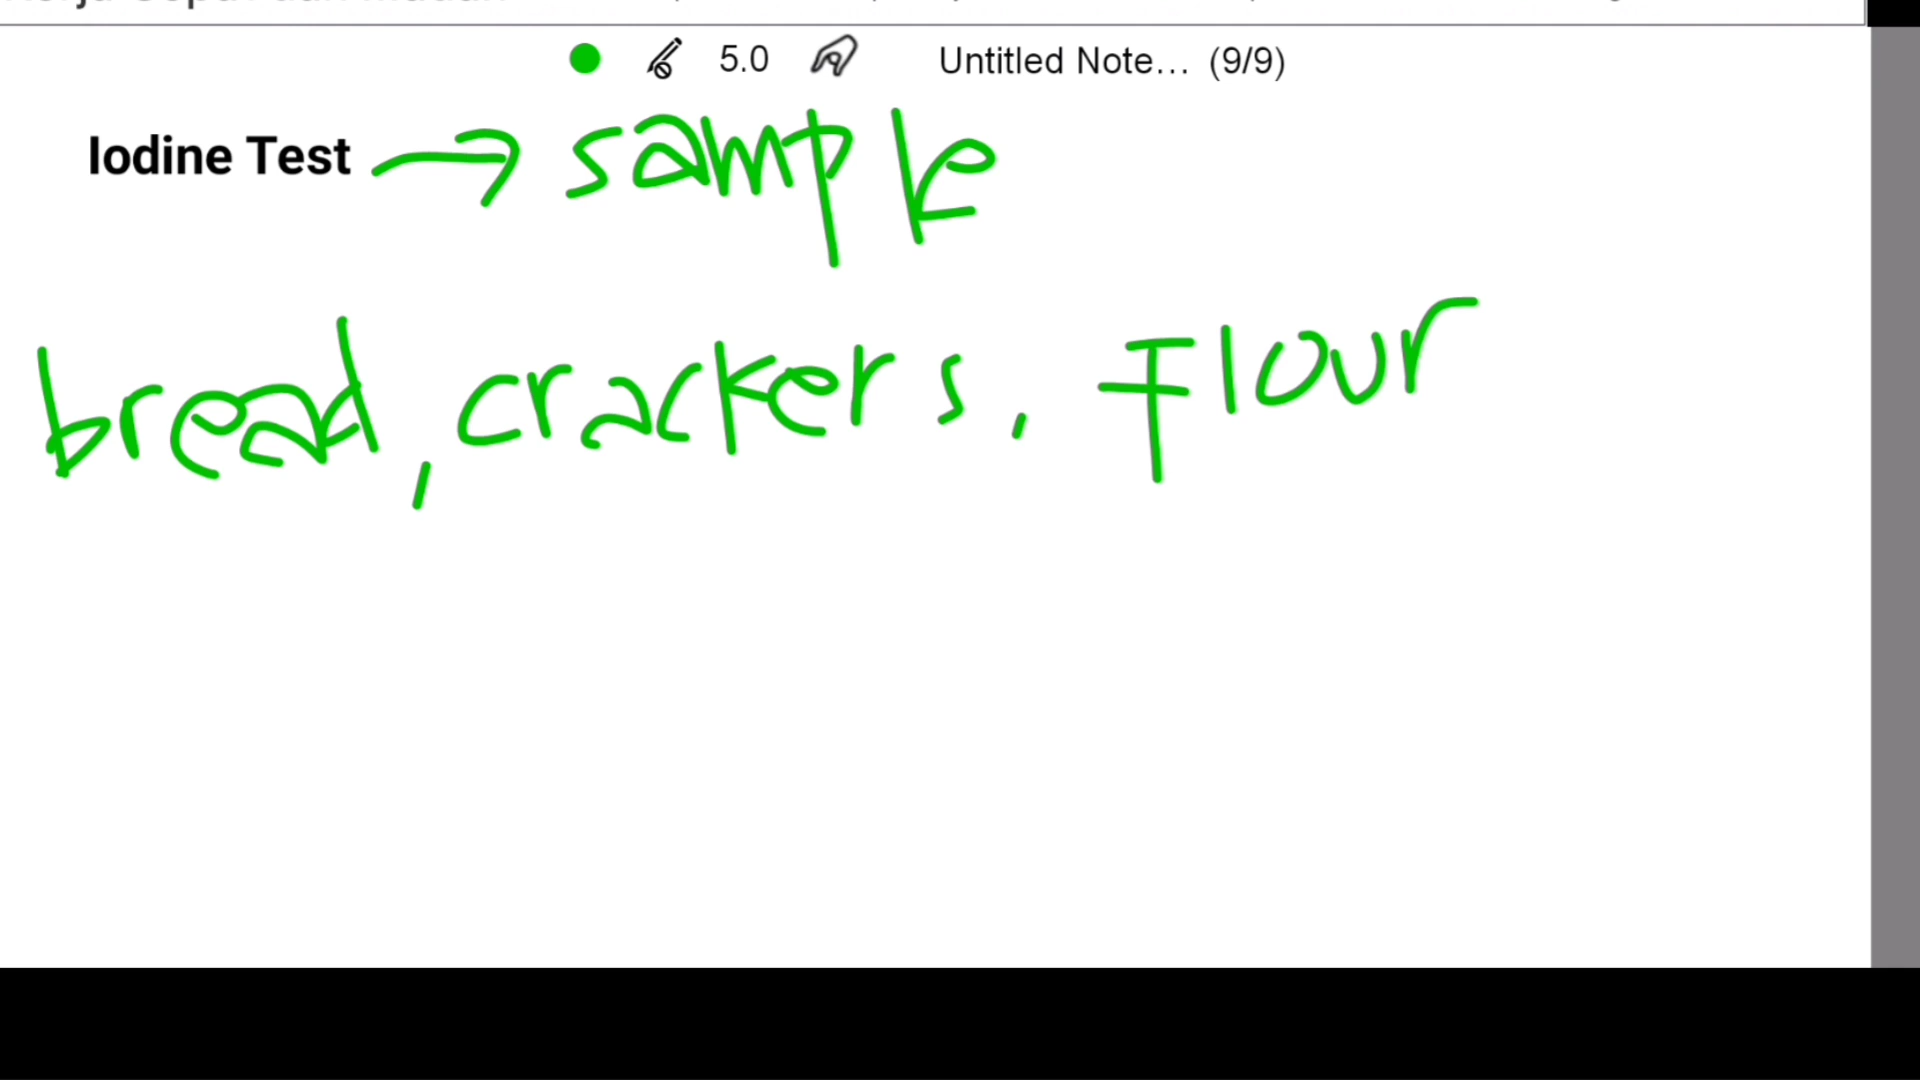 5.0 Untitled Note... (9/9)
Iodine Test → sample
bread, crackers, Flour